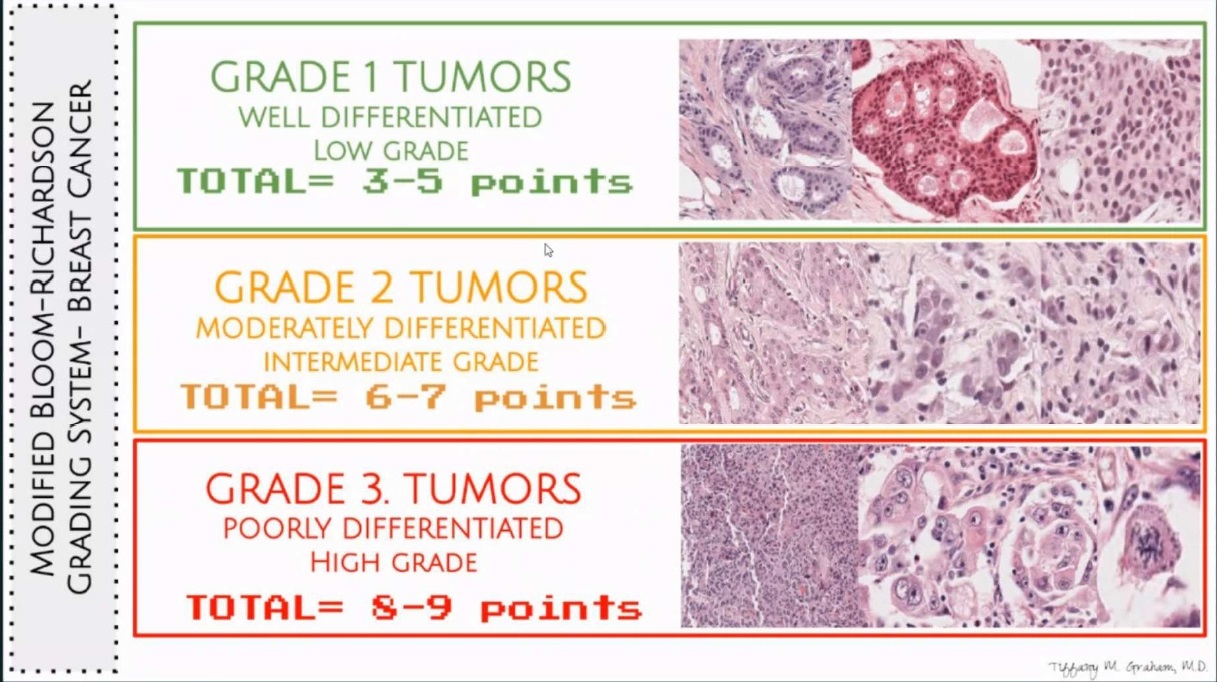 MODIFIED BLOOM-RICHARDSON
GRADING SYSTEM- BREAST CANCER
GRADE 1 TUMORS
WELL DIFFERENTIATED
LOW GRADE
TOTAL= 3-5 points
GRADE 2 TUMORS
MODERATELY DIFFERENTIATED
INTERMEDIATE GRADE
TOTAL= 6-7 points
GRADE 3. TUMORS
POORLY DIFFERENTIATED
HIGH GRADE
TOTAL= 8-9 points
Tiffany M. Graham, M.D.